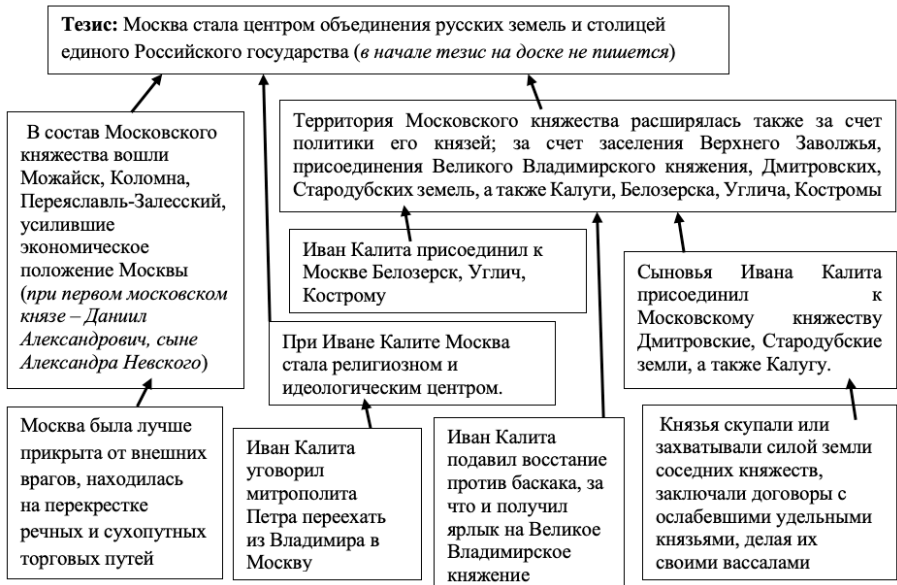 Тезис: Москва стала центром объединения русских земель и столицей
единого Российского государства (в начале тезис на доске не пишется)
В состав Московского
княжества вошли
Можайск, Коломна,
Переяславль-Залесский,
усилившие
экономическое
положение Москвы
(при первом московском
князе – Даниил
Александрович, сыне
Александра Невского)
Территория Московского княжества расширялась также за счет
политики его князей; за счет заселения Верхнего Заволжья,
присоединения Великого Владимирского княжения, Дмитровских,
Стародубских земель, а также Калуги, Белозерска, Углича, Костромы
Иван Калита присоединил к
Москве Белозерск, Углич,
Кострому
Сыновья Ивана Калита
присоединил к
Московскому княжеству
Дмитровские, Стародубские
земли, а также Калугу.
При Иване Калите Москва
стала религиозном и
идеологическим центром.
Москва была лучше
прикрыта от внешних
врагов, находилась
на перекрестке
речных и сухопутных
торговых путей
Иван Калита
уговорил
митрополита
Петра переехать
из Владимира в
Москву
Иван Калита
подавил восстание
против баскака, за
что и получил
ярлык на Великое
Владимирское
княжение
Князья скупали или
захватывали силой земли
соседних княжеств,
заключали договоры с
ослабевшими удельными
князьями, делая их
своими вассалами